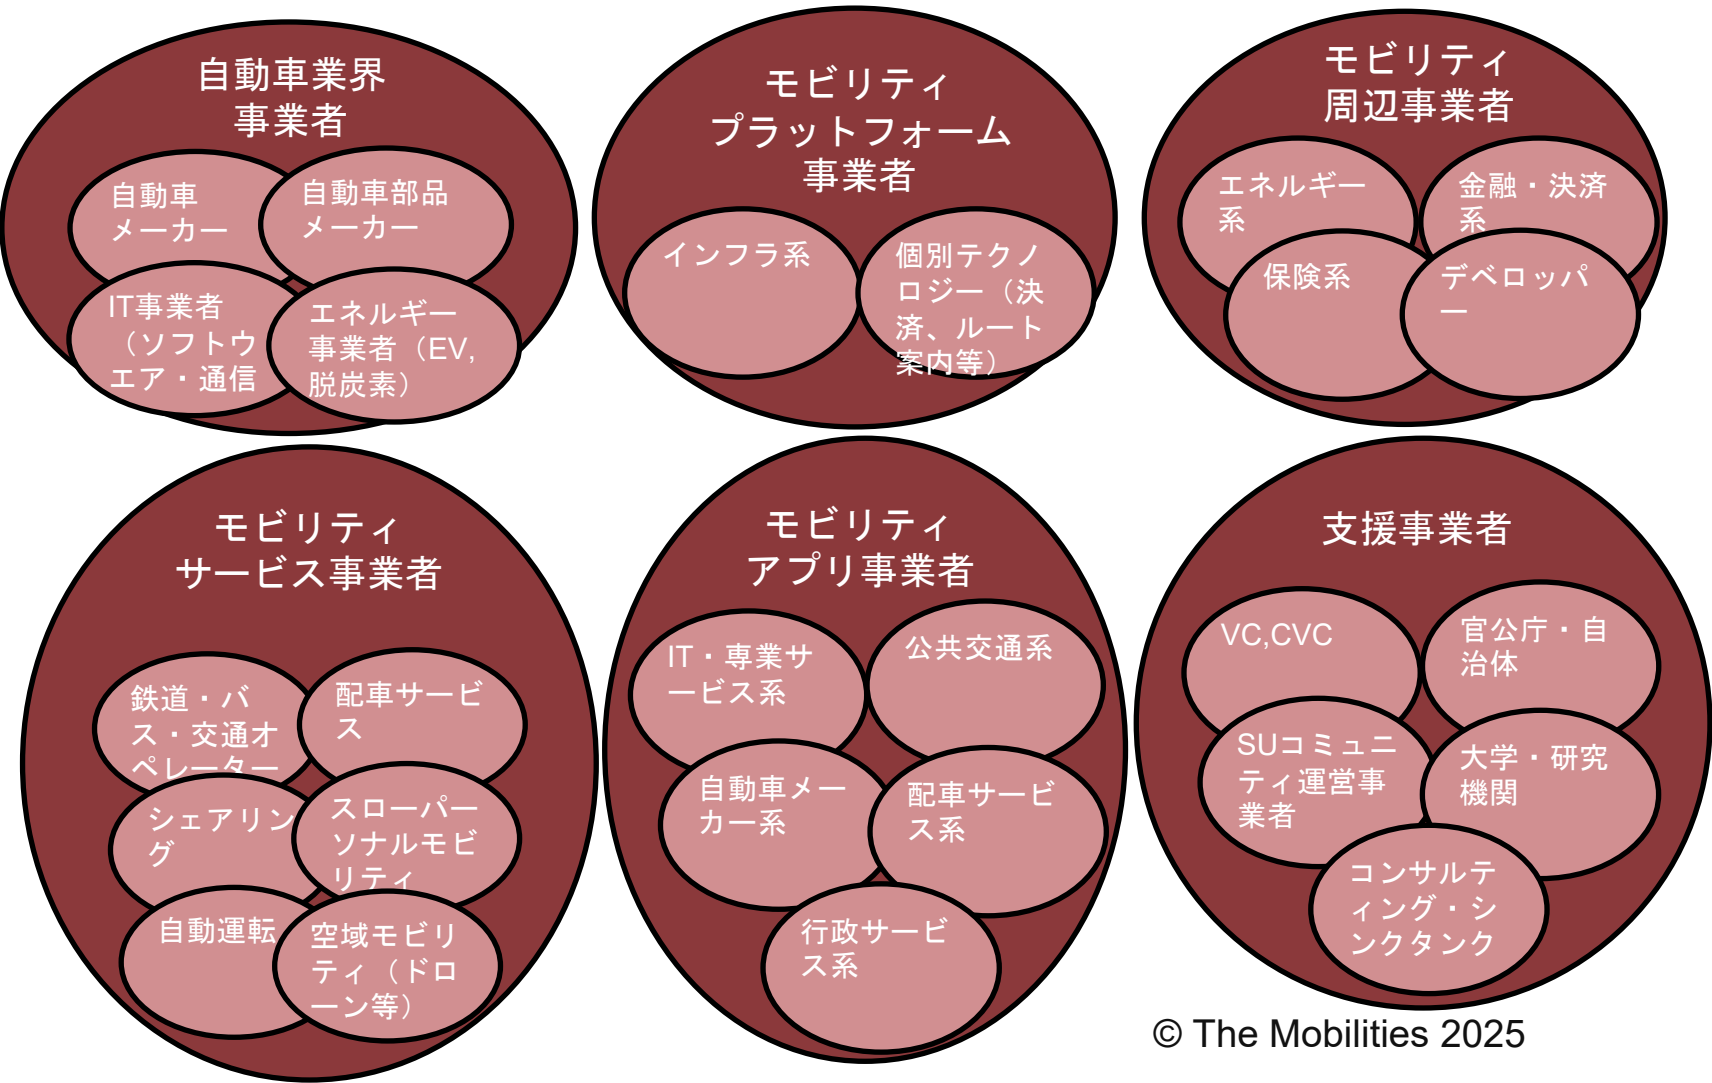 自動車業界
事業者
自動車
メーカー
自動車部品
メーカー
IT事業者
（ソフトウ
エア・通信
エネルギー
事業者（EV,
脱炭素）
モビリティ
プラットフォーム
事業者
インフラ系
個別テクノ
ロジー（決
済、ルート
案内等）
モビリティ
周辺事業者
エネルギー
系
金融・決済
系
保険系
デベロッパ
ー
モビリティ
サービス事業者
鉄道・バ
ス・交通オ
ペレーター
配車サービ
ス
シェアリン
グ
スローパー
ソナルモビ
リティ
自動運転
空域モビリ
ティ（ドロ
ーン等）
モビリティ
アプリ事業者
IT・専業サ
ービス系
公共交通系
自動車メー
カー系
配車サービ
ス系
行政サービ
ス系
支援事業者
VC,CVC
官公庁・自
治体
SUコミュニ
ティ運営事
業者
大学・研究
機関
コンサルテ
ィング・シ
ンクタンク
© The Mobilities 2025